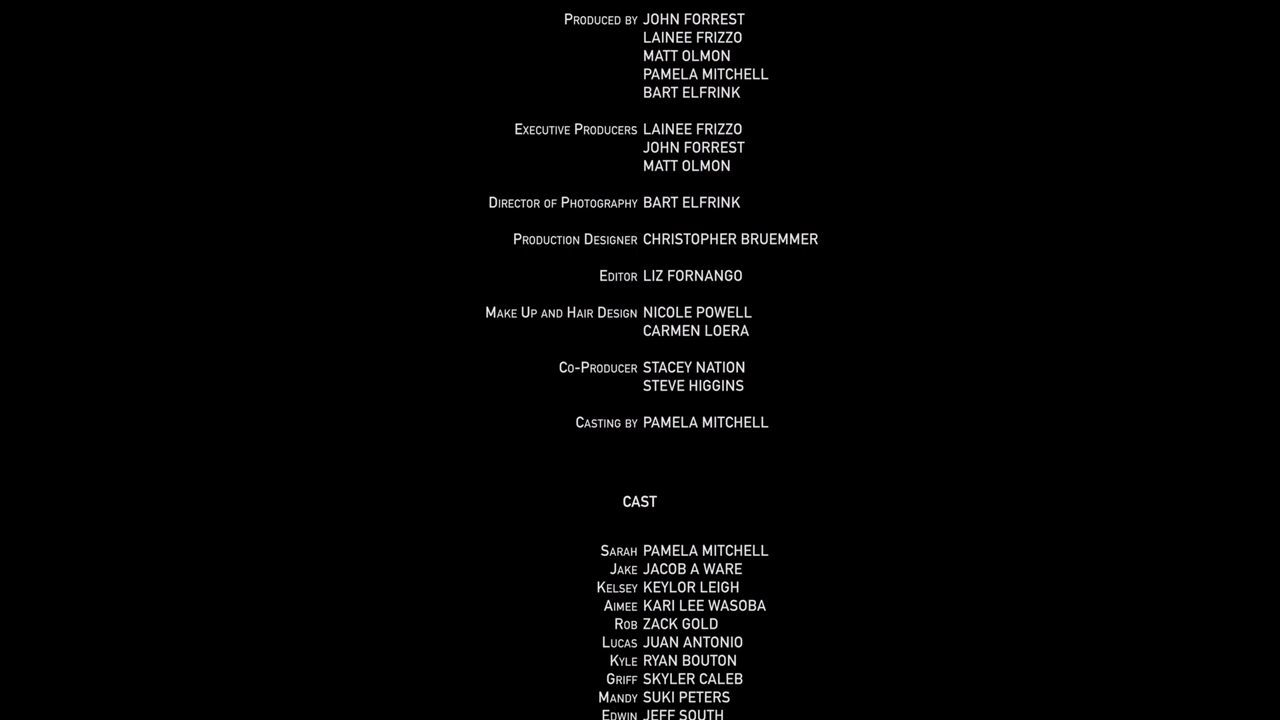 Produced by JOHN FORREST
LAINEE FRIZZO
MATT OLMON
PAMELA MITCHELL
BART ELFRINK
Executive Producers LAINEE FRIZZO
JOHN FORREST
MATT OLMON
Director of Photography BART ELFRINK
Production Designer CHRISTOPHER BRUEMMER
Editor LIZ FORNANGO
Make Up and Hair Design NICOLE POWELL
CARMEN LOERA
Co-Producer STACEY NATION
STEVE HIGGINS
Casting by PAMELA MITCHELL
CAST
Sarah PAMELA MITCHELL
Jake JACOB A WARE
Kelsey KEYLOR LEIGH
Aimee KARI LEE WASOBA
Rob ZACK GOLD
Lucas JUAN ANTONIO
Kyle RYAN BOUTON
Griff SKYLER CALEB
Mandy SUKI PETERS
Edwin JEFF SOUTH